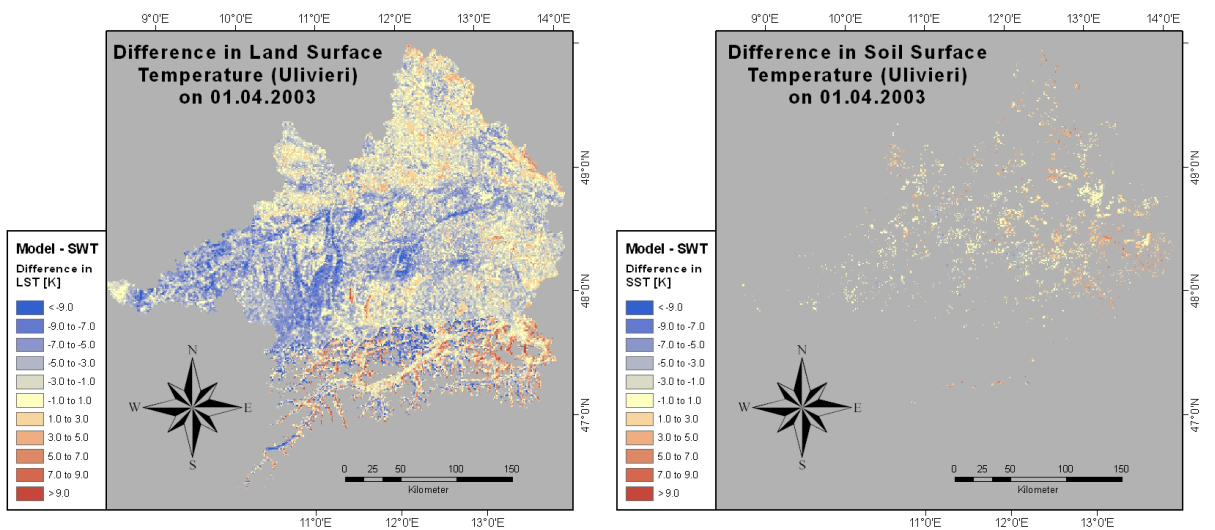 9°0'E 10°0'E 11°0'E 12°0'E 13°0'E 14°0'E
Difference in Land Surface
Temperature (Ulivieri)
on 01.04.2003
49°0'N
48°0'N
47°0'N
Model - SWT
Difference in
LST [K]
<-9.0
-9.0 to -7.0
-7.0 to -5.0
-5.0 to -3.0
-3.0 to -1.0
-1.0 to 1.0
1.0 to 3.0
3.0 to 5.0
5.0 to 7.0
7.0 to 9.0
>9.0
N
W E
S
0 25 50 100 150
Kilometer
11°0'E 12°0'E 13°0'E
9°0'E 10°0'E 11°0'E 12°0'E 13°0'E 14°0'E
Difference in Soil Surface
Temperature (Ulivieri)
on 01.04.2003
49°0'N
48°0'N
47°0'N
Model - SWT
Difference in
SST [K]
<-9.0
-9.0 to -7.0
-7.0 to -5.0
-5.0 to -3.0
-3.0 to -1.0
-1.0 to 1.0
1.0 to 3.0
3.0 to 5.0
5.0 to 7.0
7.0 to 9.0
>9.0
N
W E
S
0 25 50 100 150
Kilometer
11°0'E 12°0'E 13°0'E